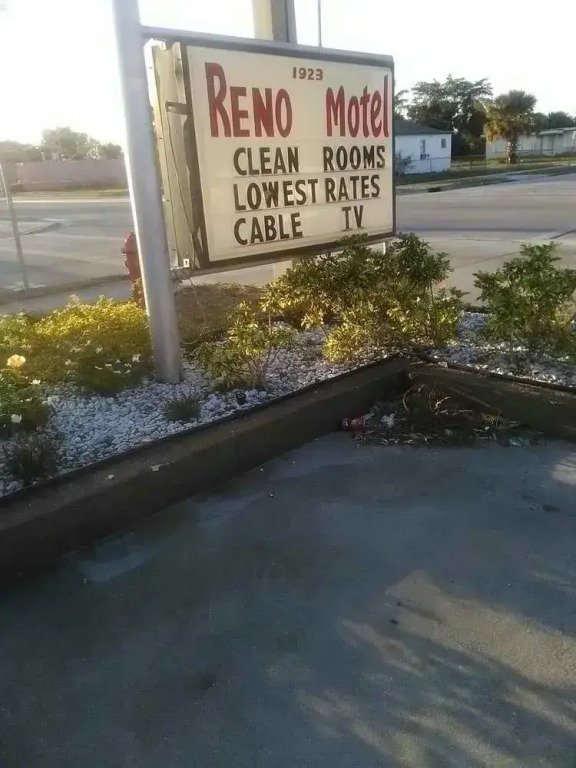 1923
RENO MOTEL
CLEAN ROOMS
LOWEST RATES
CABLE TV